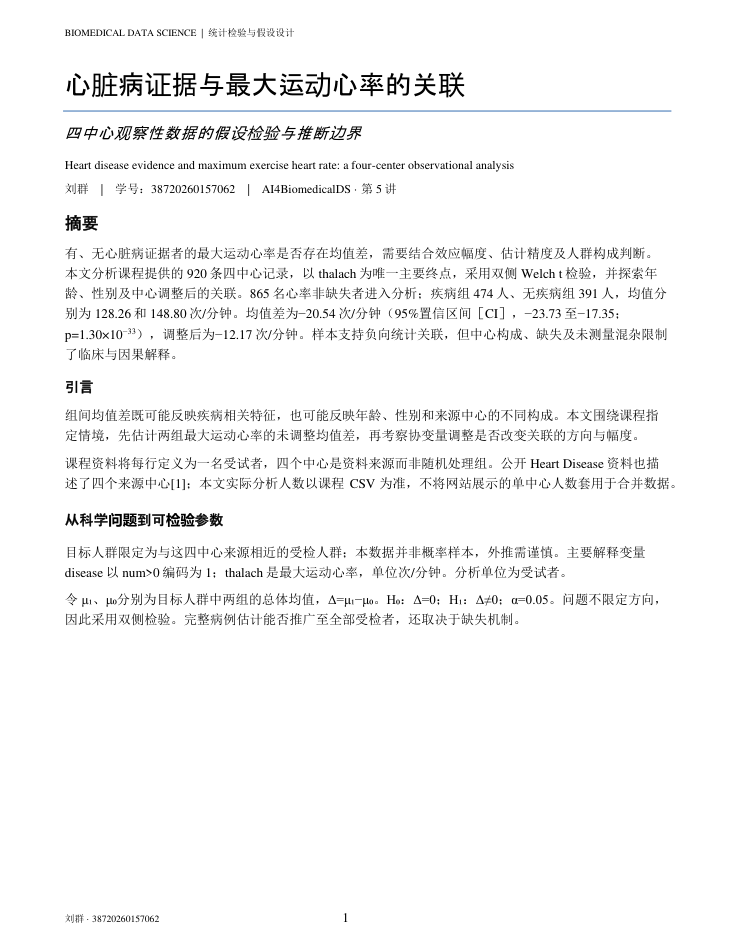 BIOMEDICAL DATA SCIENCE｜统计检验与假设设计
心脏病证据与最大运动心率的关联
四中心观察性数据的假设检验与推断边界
Heart disease evidence and maximum exercise heart rate: a four-center observational analysis
刘群 ｜ 学号：38720260157062 ｜ AI4BiomedicalDS · 第 5 讲
摘要
有、无心脏病证据者的最大运动心率是否存在均值差，需要结合效应幅度、估计精度及人群构成判断。
本文分析课程提供的 920 条四中心记录，以 thalach 为唯一主要终点，采用双侧 Welch t 检验，并探索年
龄、性别及中心调整后的关联。865 名心率非缺失者进入分析；疾病组 474 人、无疾病组 391 人，均值分
别为 128.26 和 148.80 次/分钟。均值差为−20.54 次/分钟（95%置信区间［CI］，−23.73 至−17.35；
p=1.30×10⁻³³），调整后为−12.17 次/分钟。样本支持负向统计关联，但中心构成、缺失及未测量混杂限制
了临床与因果解释。
引言
组间均值差既可能反映疾病相关特征，也可能反映年龄、性别和来源中心的不同构成。本文围绕课程指
定情境，先估计两组最大运动心率的未调整均值差，再考察协变量调整是否改变关联的方向与幅度。
课程资料将每行定义为一名受试者，四个中心是资料来源而非随机处理组。公开 Heart Disease 资料也描
述了四个来源中心[1]；本文实际分析人数以课程 CSV 为准，不将网站展示的单中心人数套用于合并数据。
从科学问题到可检验参数
目标人群限定为与这四中心来源相近的受检人群；本数据并非概率样本，外推需谨慎。主要解释变量
disease 以 num>0 编码为 1；thalach 是最大运动心率，单位次/分钟。分析单位为受试者。
令 μ₁、μ₀分别为目标人群中两组的总体均值，Δ=μ₁−μ₀。H₀：Δ=0；H₁：Δ≠0；α=0.05。问题不限定方向，
因此采用双侧检验。完整病例估计能否推广至全部受检者，还取决于缺失机制。
刘群 · 38720260157062
1